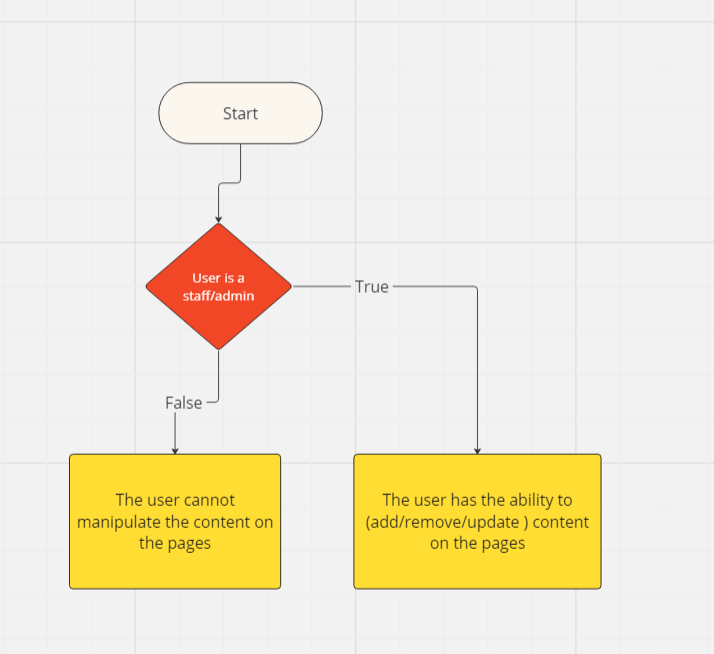 Start
User is a
staff/admin
True
False
The user cannot
manipulate the content on
the pages
The user has the ability to
(add/remove/update ) content
on the pages